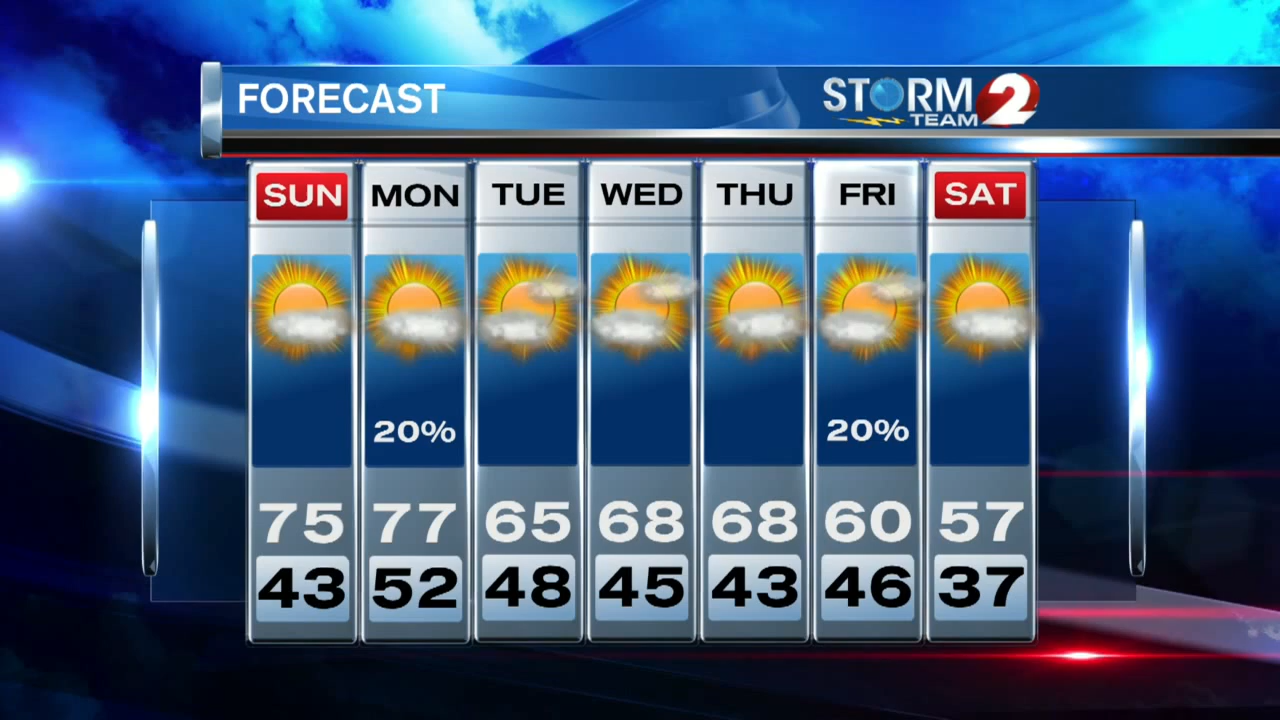 FORECAST
STORM
TEAM 2
SUN MON TUE WED THU FRI SAT
20% 20%
75 77 65 68 68 60 57
43 52 48 45 43 46 37